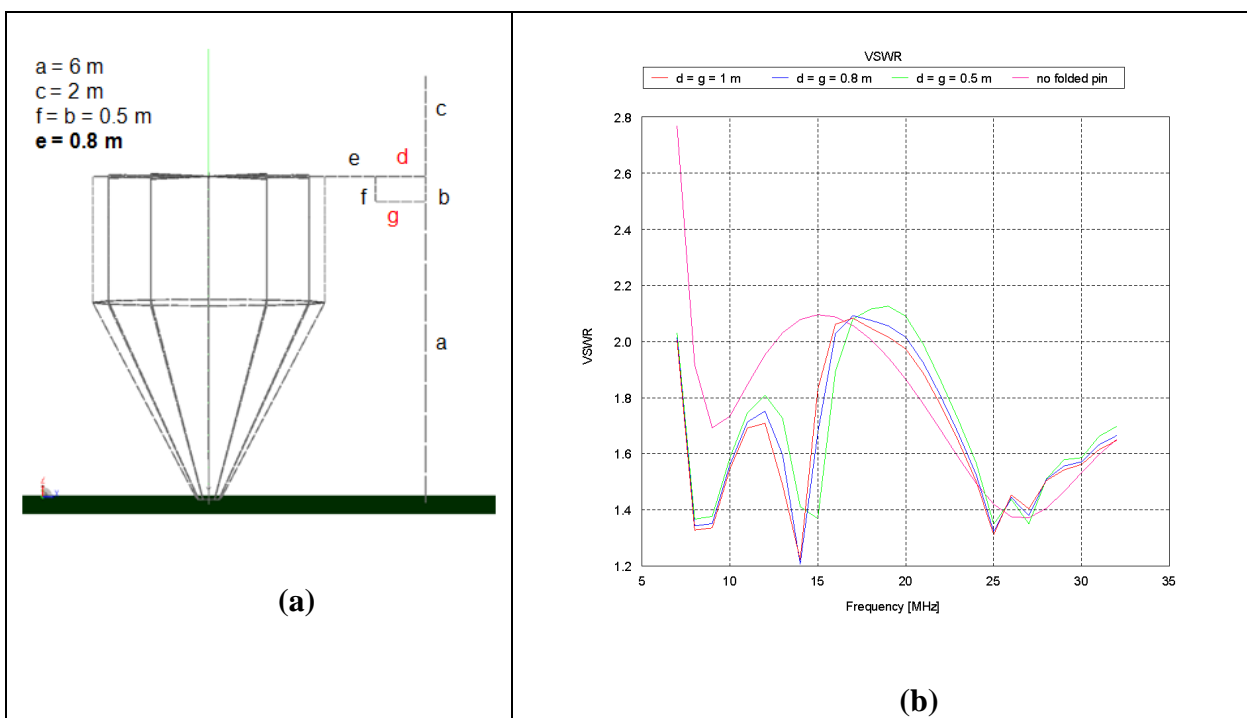 a = 6 m
c = 2 m
f = b = 0.5 m
e = 0.8 m
c
e
d
f
b
g
a
(a)
VSWR
d = g = 1 m
d = g = 0.8 m
d = g = 0.5 m
no folded pin
2.8
2.6
2.4
2.2
2.0
1.8
1.6
1.4
1.2
VSWR
5
10
15
20
25
30
35
Frequency [MHz]
(b)